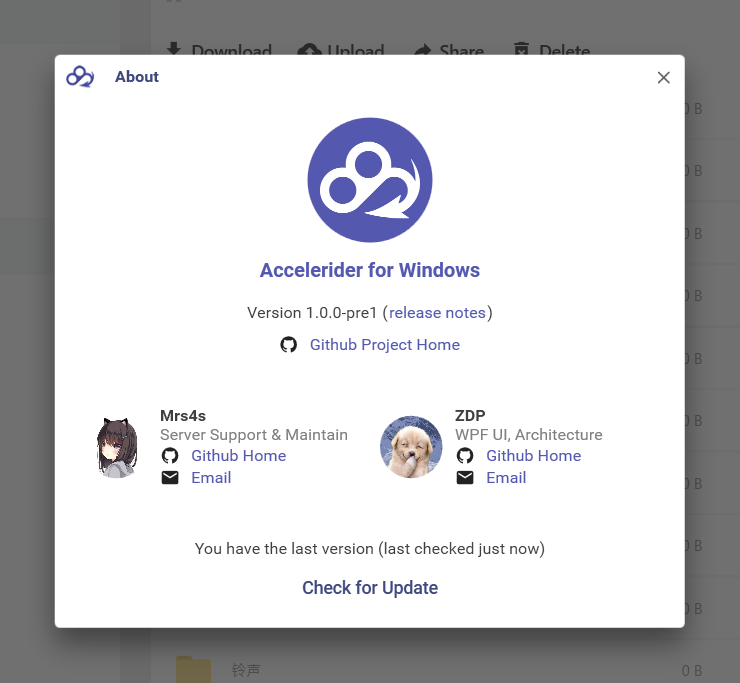 Download Upload Share Delete
About
0 B
0 B
0 B
0 B
Accelerider for Windows
Version 1.0.0-pre1 (release notes)
Github Project Home
0 B
0 B
Mrs4s
Server Support & Maintain
Github Home
Email
ZDP
WPF UI, Architecture
Github Home
Email
0 B
0 B
You have the last version (last checked just now)
Check for Update
0 B
铃声 0 B